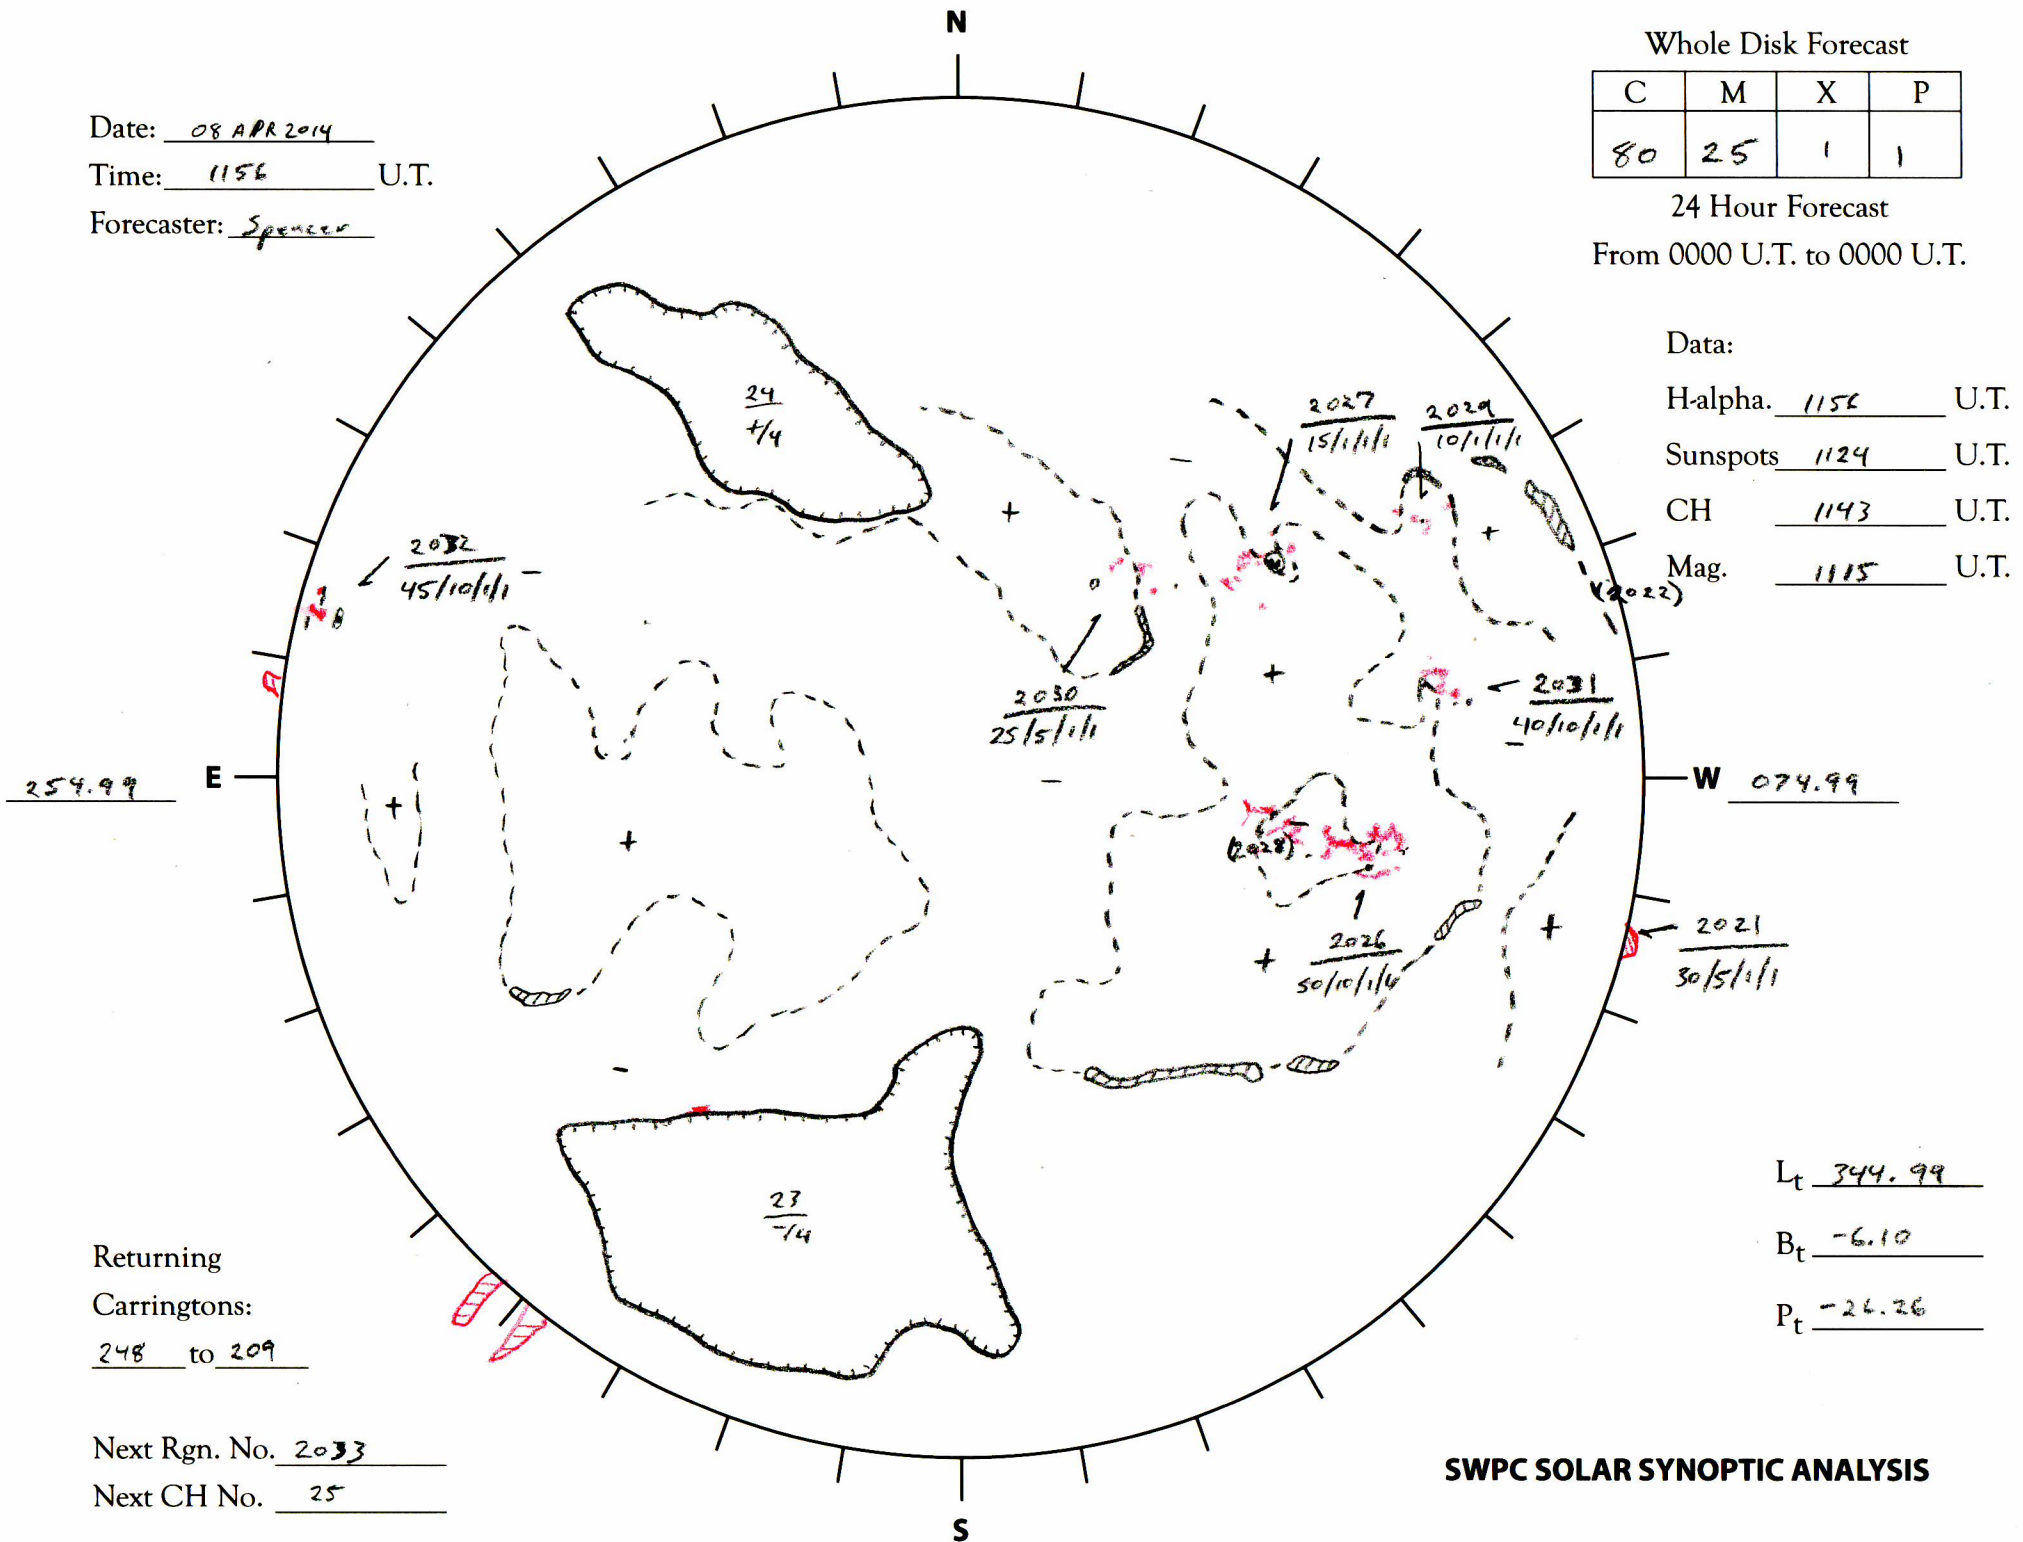 N
Whole Disk Forecast
C M X P
80 25 1 1
24 Hour Forecast
From 0000 U.T. to 0000 U.T.
Date: 08 APR 2014
Time: 1156 U.T.
Forecaster: Spencer
Data:
H-alpha. 1156 U.T.
Sunspots 1124 U.T.
CH 1143 U.T.
Mag. 1115 U.T.
24
+/4
2027
15/1/1/1
2029
10/1/1/1
-
+
+
2032
45/10/1/1
-
(2022)
2030
25/5/1/1
+
2031
40/10/1/1
-
254.99 E
-
W 074.99
+
+
(2028)
-
2026
50/10/1/4
+
+
2021
30/5/1/1
-
23
-/4
Lt 344.99
Bt -6.10
Pt -26.26
Returning
Carringtons:
248 to 209
Next Rgn. No. 2033
Next CH No. 25
SWPC SOLAR SYNOPTIC ANALYSIS
S